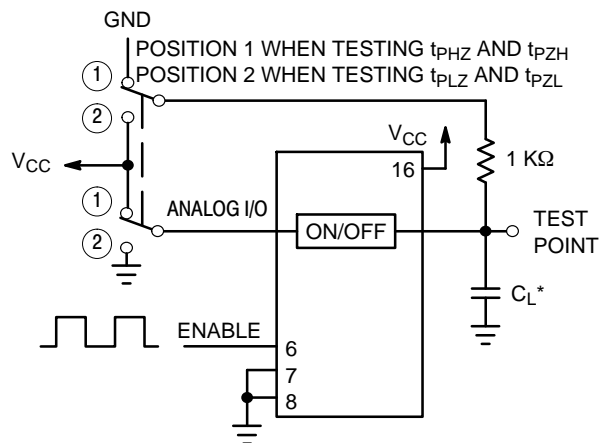 GND
POSITION 1 WHEN TESTING tPHZ AND tPZH
POSITION 2 WHEN TESTING tPLZ AND tPZL
1
2
VCC
1
2
ANALOG I/O
ON/OFF
VCC
16
1 KΩ
TEST
POINT
CL*
ENABLE
6
7
8